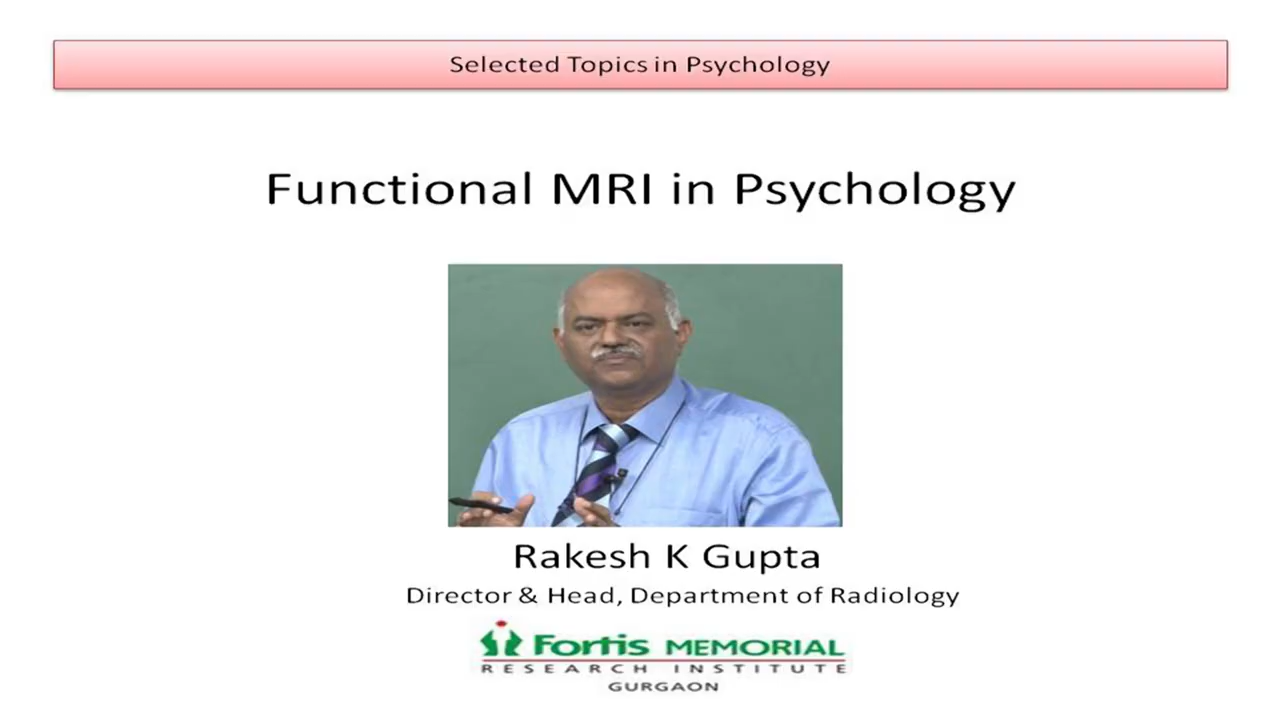 Selected Topics in Psychology
Functional MRI in Psychology
Rakesh K Gupta
Director & Head, Department of Radiology
Fortis MEMORIAL
RESEARCH INSTITUTE
GURGAON